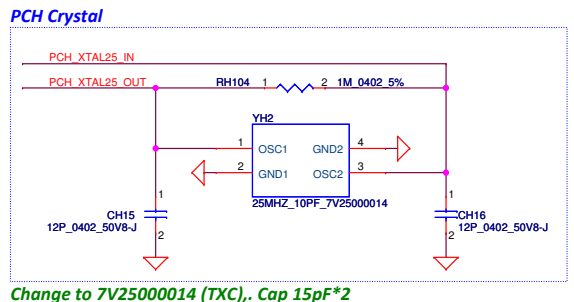 PCH Crystal
PCH_XTAL25_IN
PCH_XTAL25_OUT
RH104 1 2 1M_0402_5%
YH2
1 OSC1 GND2 4
2 GND1 OSC2 3
25MHZ_10PF_7V25000014
1 1
CH15 CH16
12P_0402_50V8-J 12P_0402_50V8-J
2 2
Change to 7V25000014 (TXC),. Cap 15pF*2